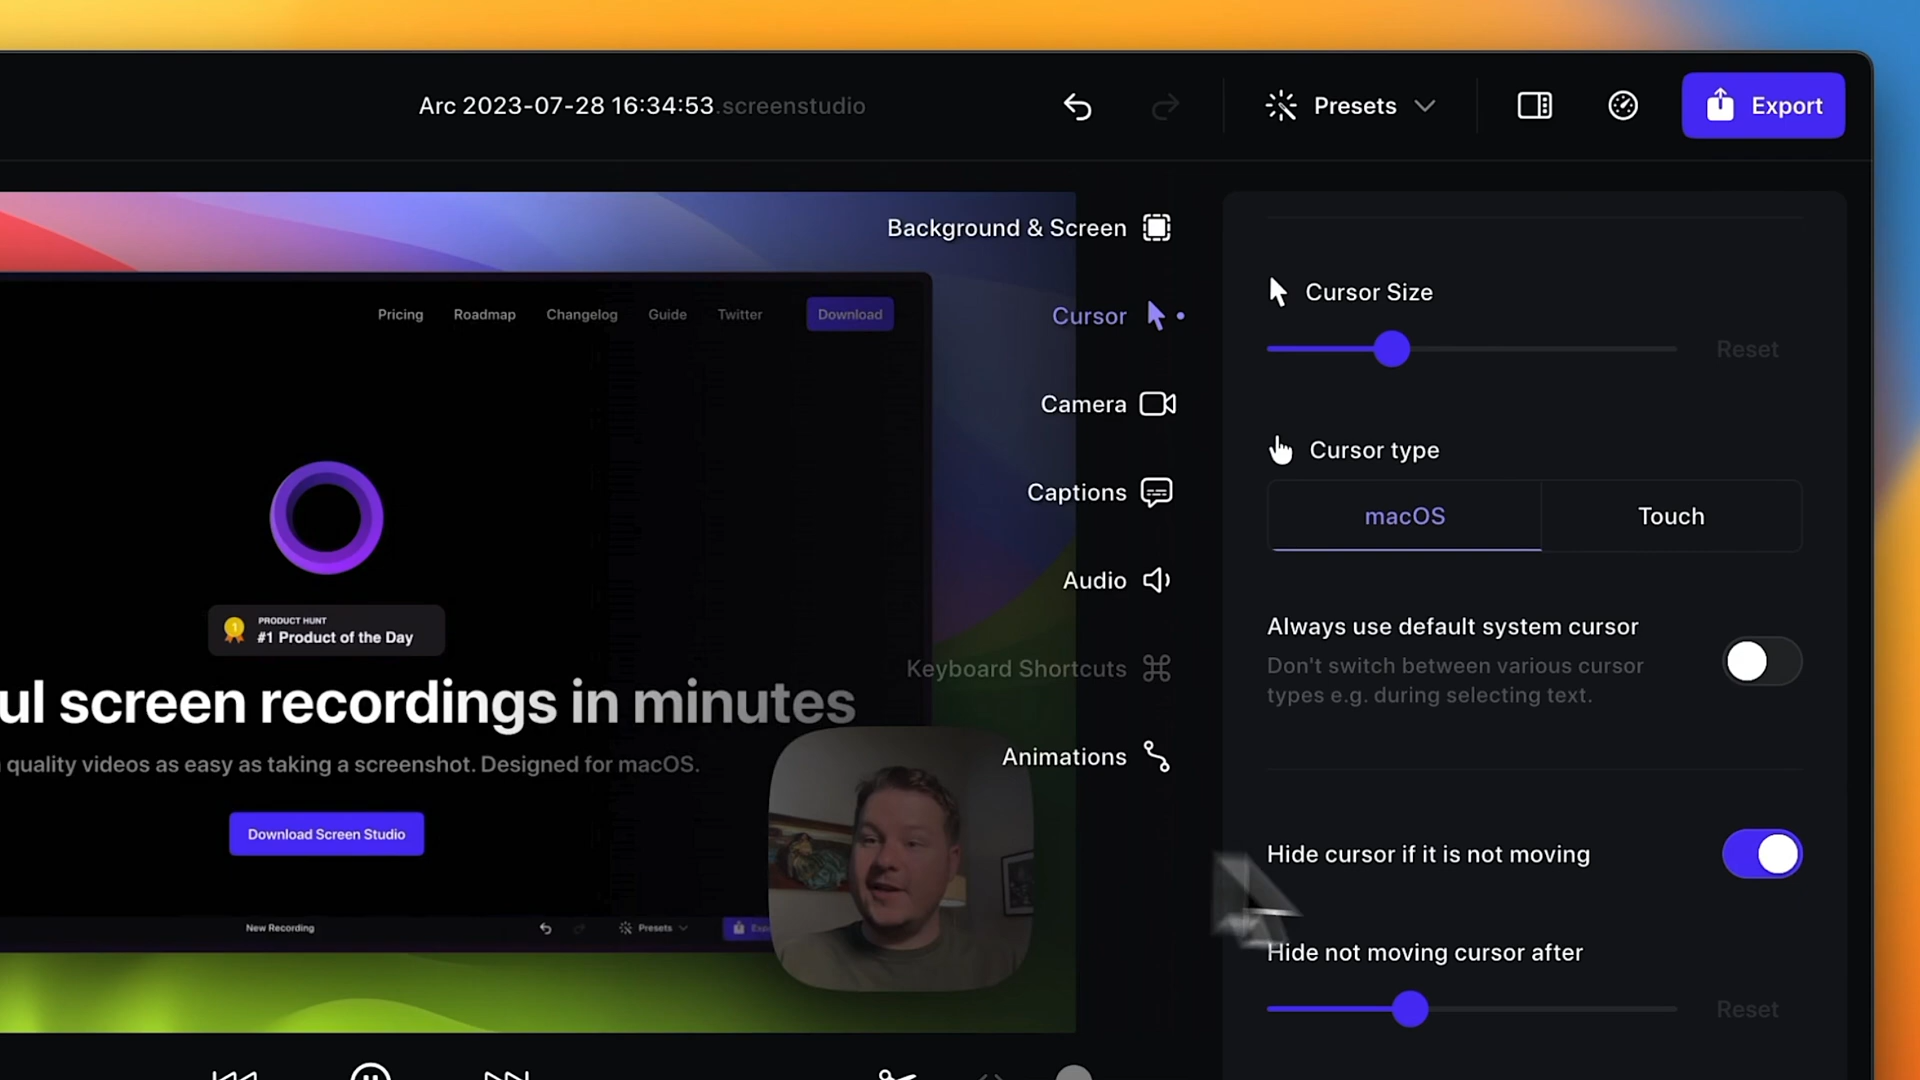 Arc 2023-07-28 16:34:53.screenstudio
Presets
Export
Background & Screen
Cursor
Camera
Captions
Audio
Keyboard Shortcuts
Animations
Pricing
Roadmap
Changelog
Guide
Twitter
Download
PRODUCT HUNT
#1 Product of the Day
ul screen recordings in minutes
quality videos as easy as taking a screenshot. Designed for macOS.
Download Screen Studio
New Recording
Presets
Cursor Size
Reset
Cursor type
macOS
Touch
Always use default system cursor
Don't switch between various cursor
types e.g. during selecting text.
Hide cursor if it is not moving
Hide not moving cursor after
Reset